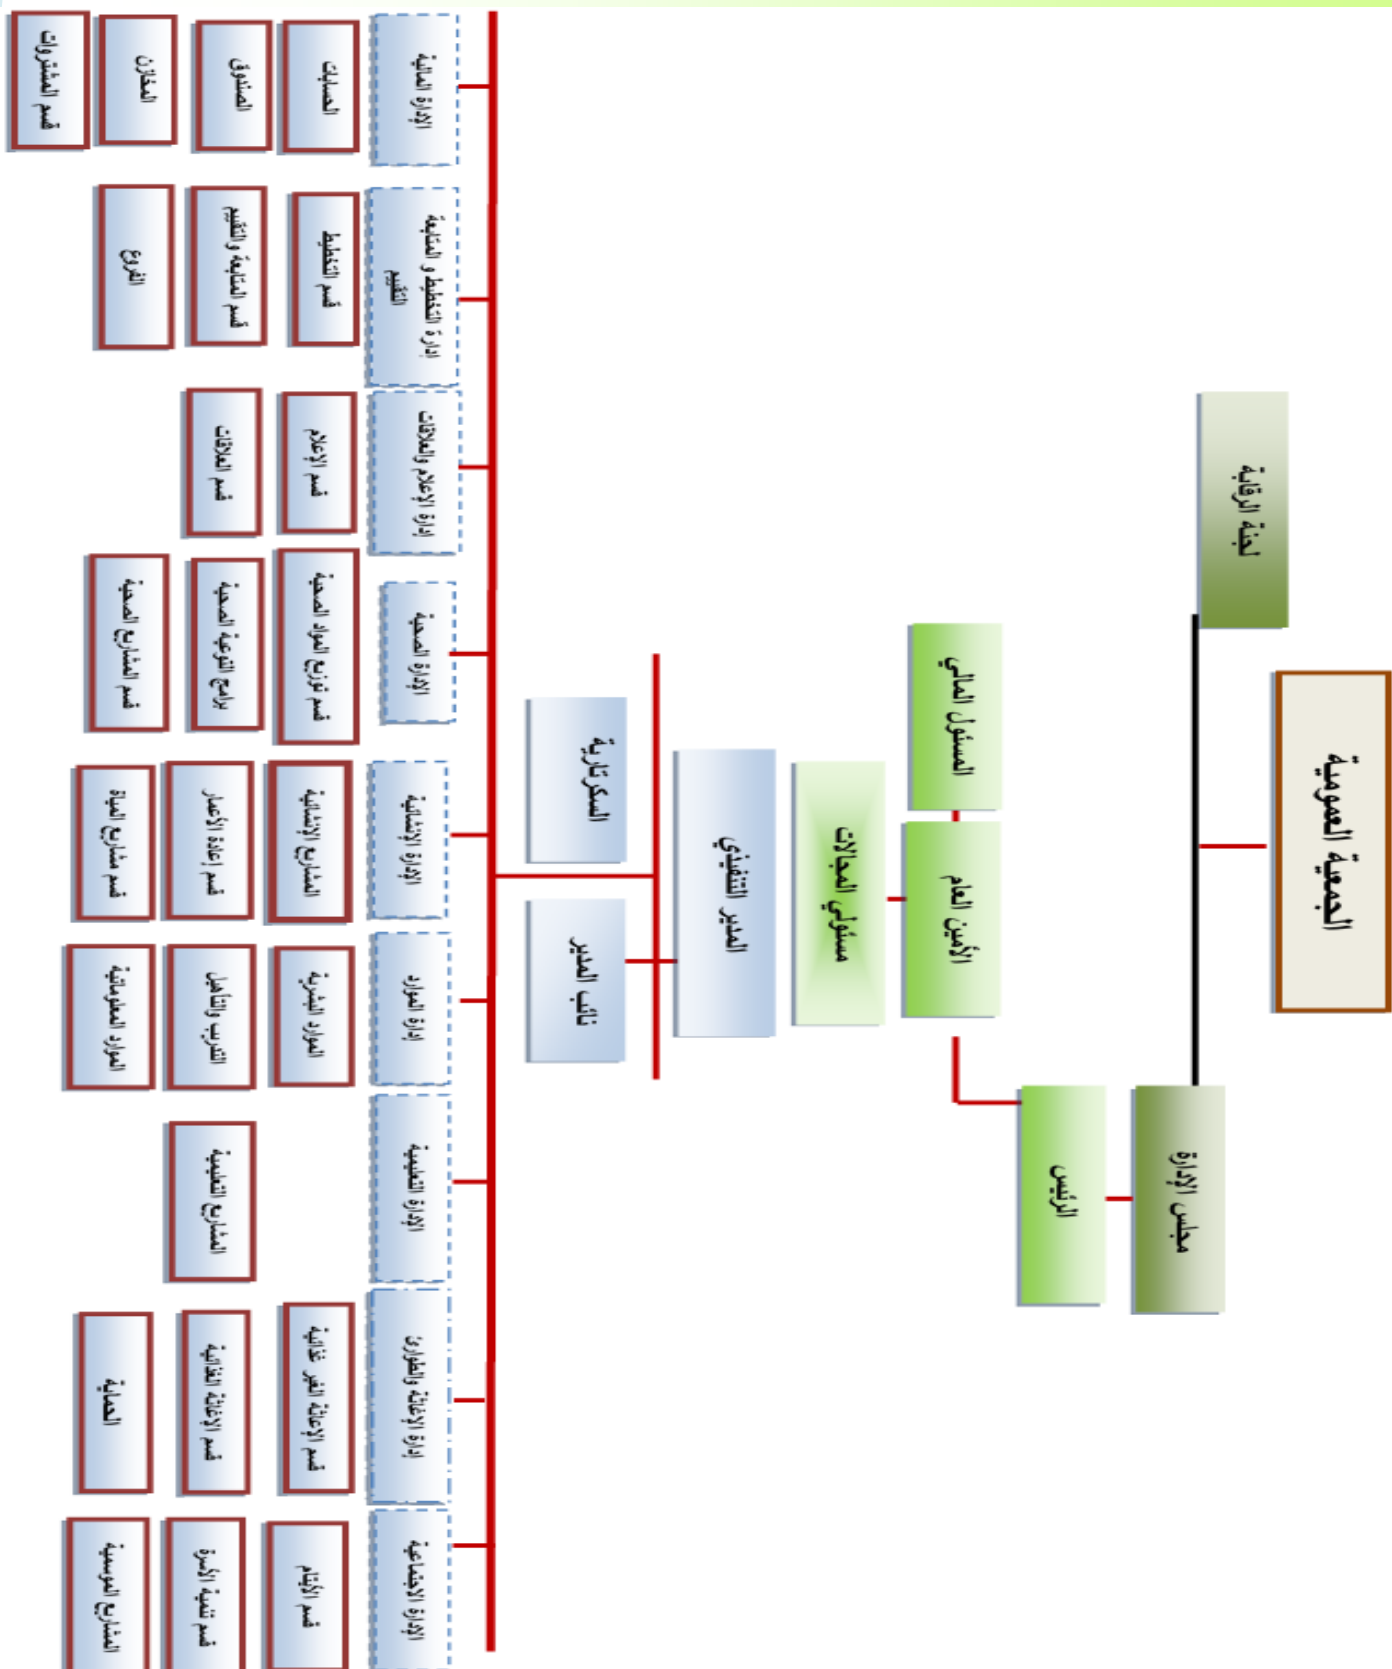 الجمعية العمومية
لجنة الرقابة
مجلس الإدارة
الرئيس
المسئول المالي
الأمين العام
مسئولي المجالات
المدير التنفيذي
السكرتارية
نائب المدير
الإدارة المالية
الحسابات
الصندوق
المخازن
قسم المشتروات
إدارة التخطيط و المتابعة
التقييم
قسم التخطيط
قسم المتابعة والتقييم
الفروع
إدارة الإعلام والعلاقات
قسم الإعلام
قسم العلاقات
الإدارة الصحية
قسم توزيع المواد الصحية
برامج التوعية الصحية
قسم المشاريع الصحية
الإدارة الإنشائية
المشاريع الإنشائية
قسم إعادة الأعمار
قسم مشاريع المياة
إدارة الموارد
الموارد البشرية
التدريب والتأهيل
الموارد المعلوماتية
الإدارة التعليمية
المشاريع التعليمية
إدارة الإغاثة والطوارئ
قسم الإغاثة الغير غذائية
قسم الإغاثة الغذائية
الحماية
الإدارة الاجتماعية
قسم الأيتام
قسم تنمية الأسرة
المشاريع الموسمية